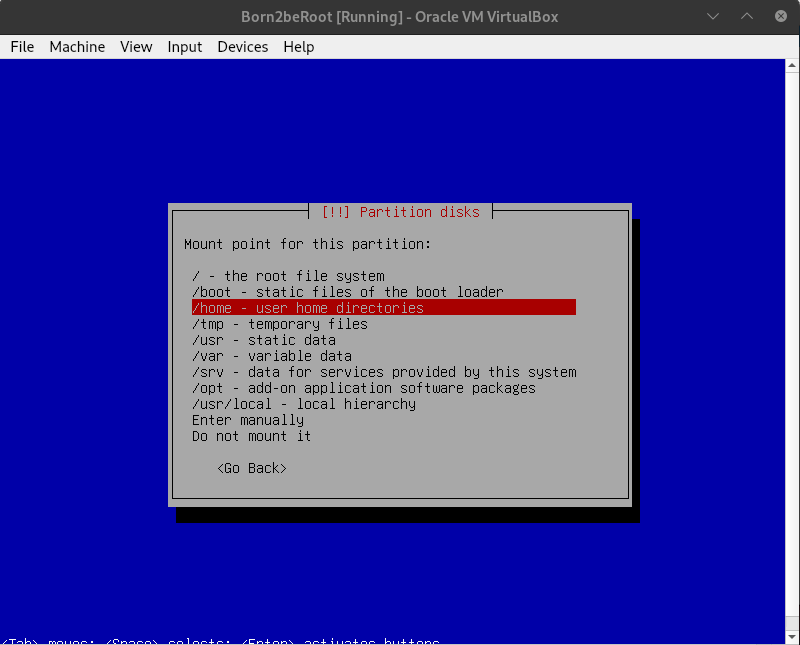 Born2beRoot [Running] - Oracle VM VirtualBox
File Machine View Input Devices Help
[!!] Partition disks
Mount point for this partition:
/ - the root file system
/boot - static files of the boot loader
/home - user home directories
/tmp - temporary files
/usr - static data
/var - variable data
/srv - data for services provided by this system
/opt - add-on application software packages
/usr/local - local hierarchy
Enter manually
Do not mount it
<Go Back>
<Tab> moves; <Space> selects; <Enter> activates buttons